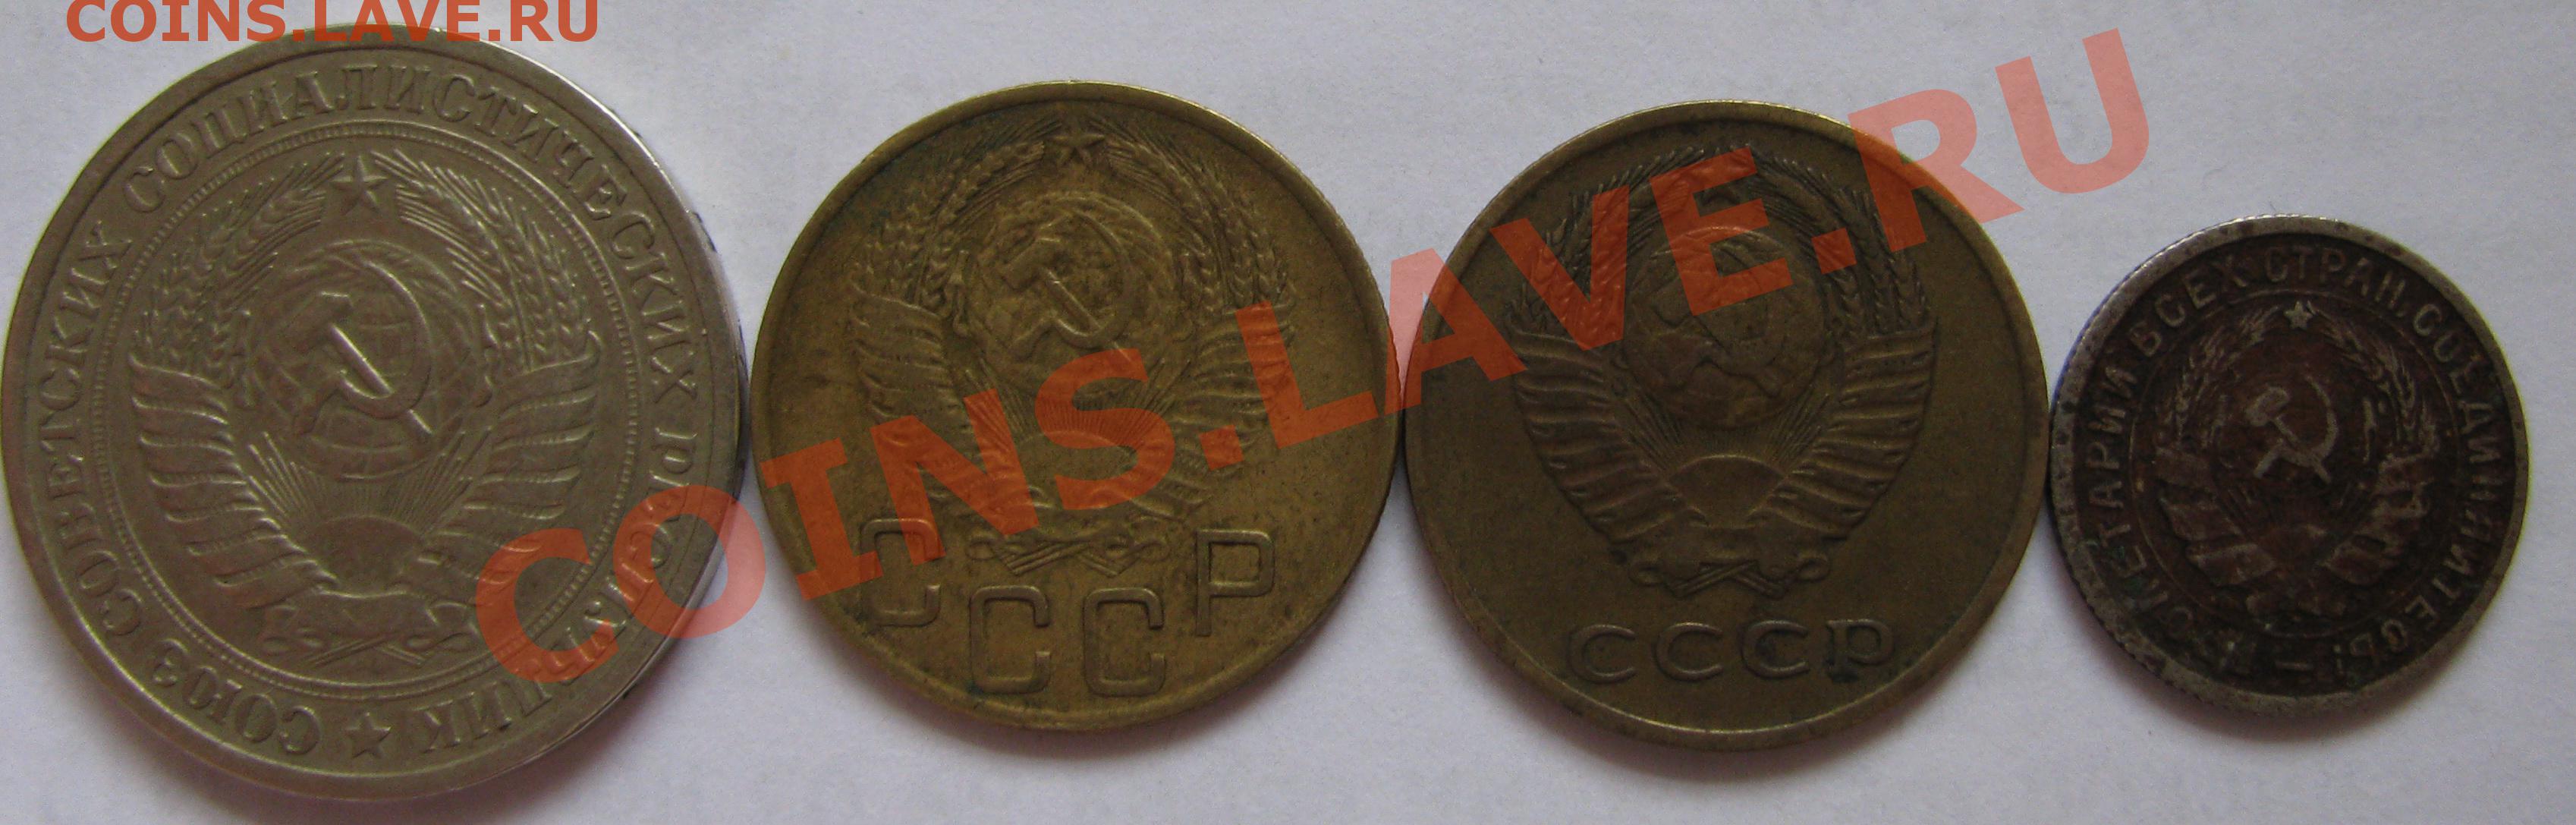 COINS.LAVE.RU
COINS.LAVE.RU
СОЮЗ СОВЕТСКИХ СОЦИАЛИСТИЧЕСКИХ РЕСПУБЛИК ★
СССР
СССР
ПРОЛЕТАРИИ ВСЕХ СТРАН, СОЕДИНЯЙТЕСЬ! –